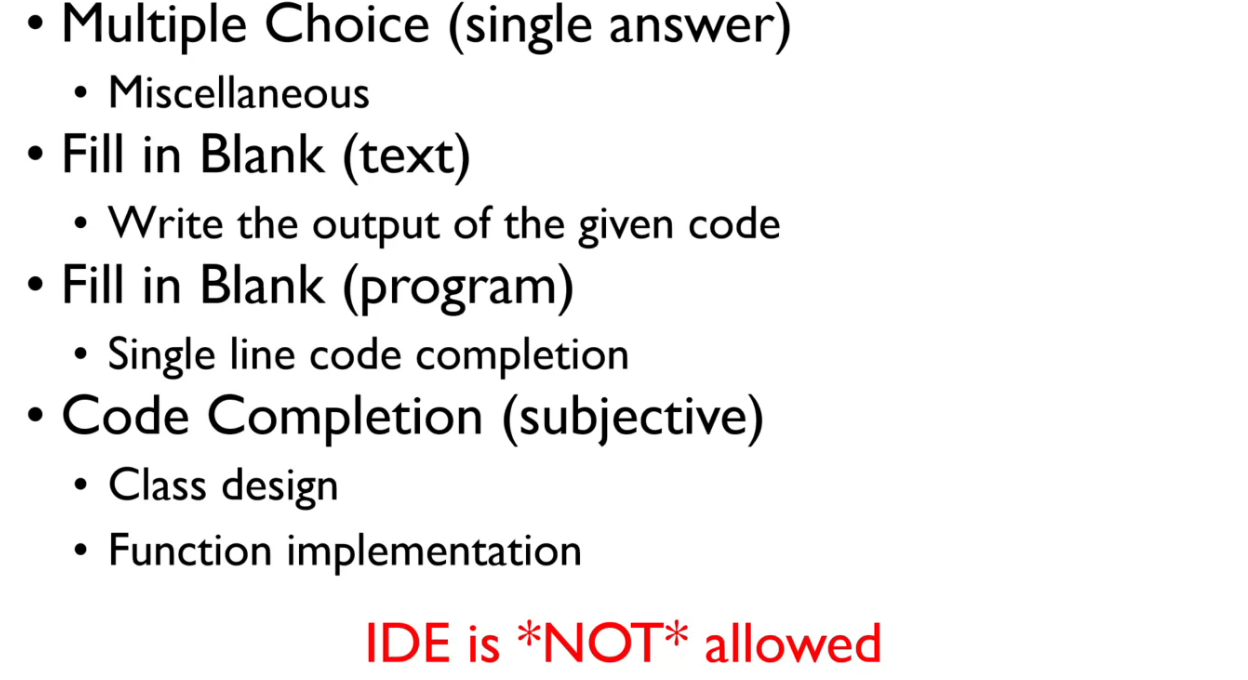 • Multiple Choice (single answer)
• Miscellaneous
• Fill in Blank (text)
• Write the output of the given code
• Fill in Blank (program)
• Single line code completion
• Code Completion (subjective)
• Class design
• Function implementation
IDE is *NOT* allowed